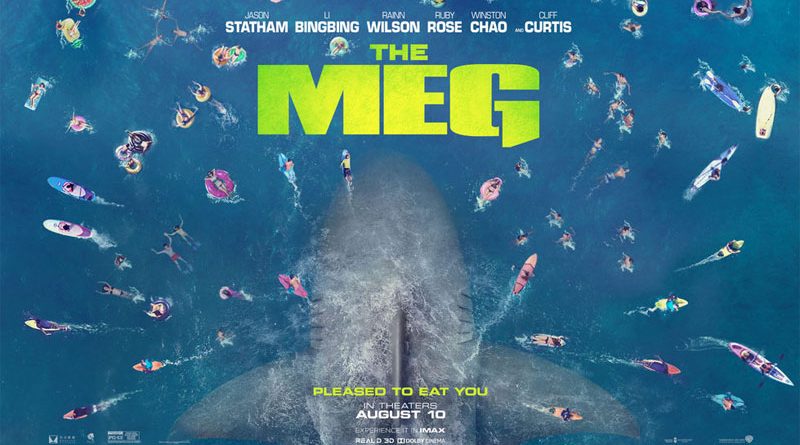 JASON STATHAM LI BINGBING RAINN WILSON RUBY ROSE WINSTON CHAO AND CLIFF CURTIS
THE
MEG
PLEASED TO EAT YOU
IN THEATERS
AUGUST 10
EXPERIENCE IT IN IMAX
REALD 3D DOLBY CINEMA